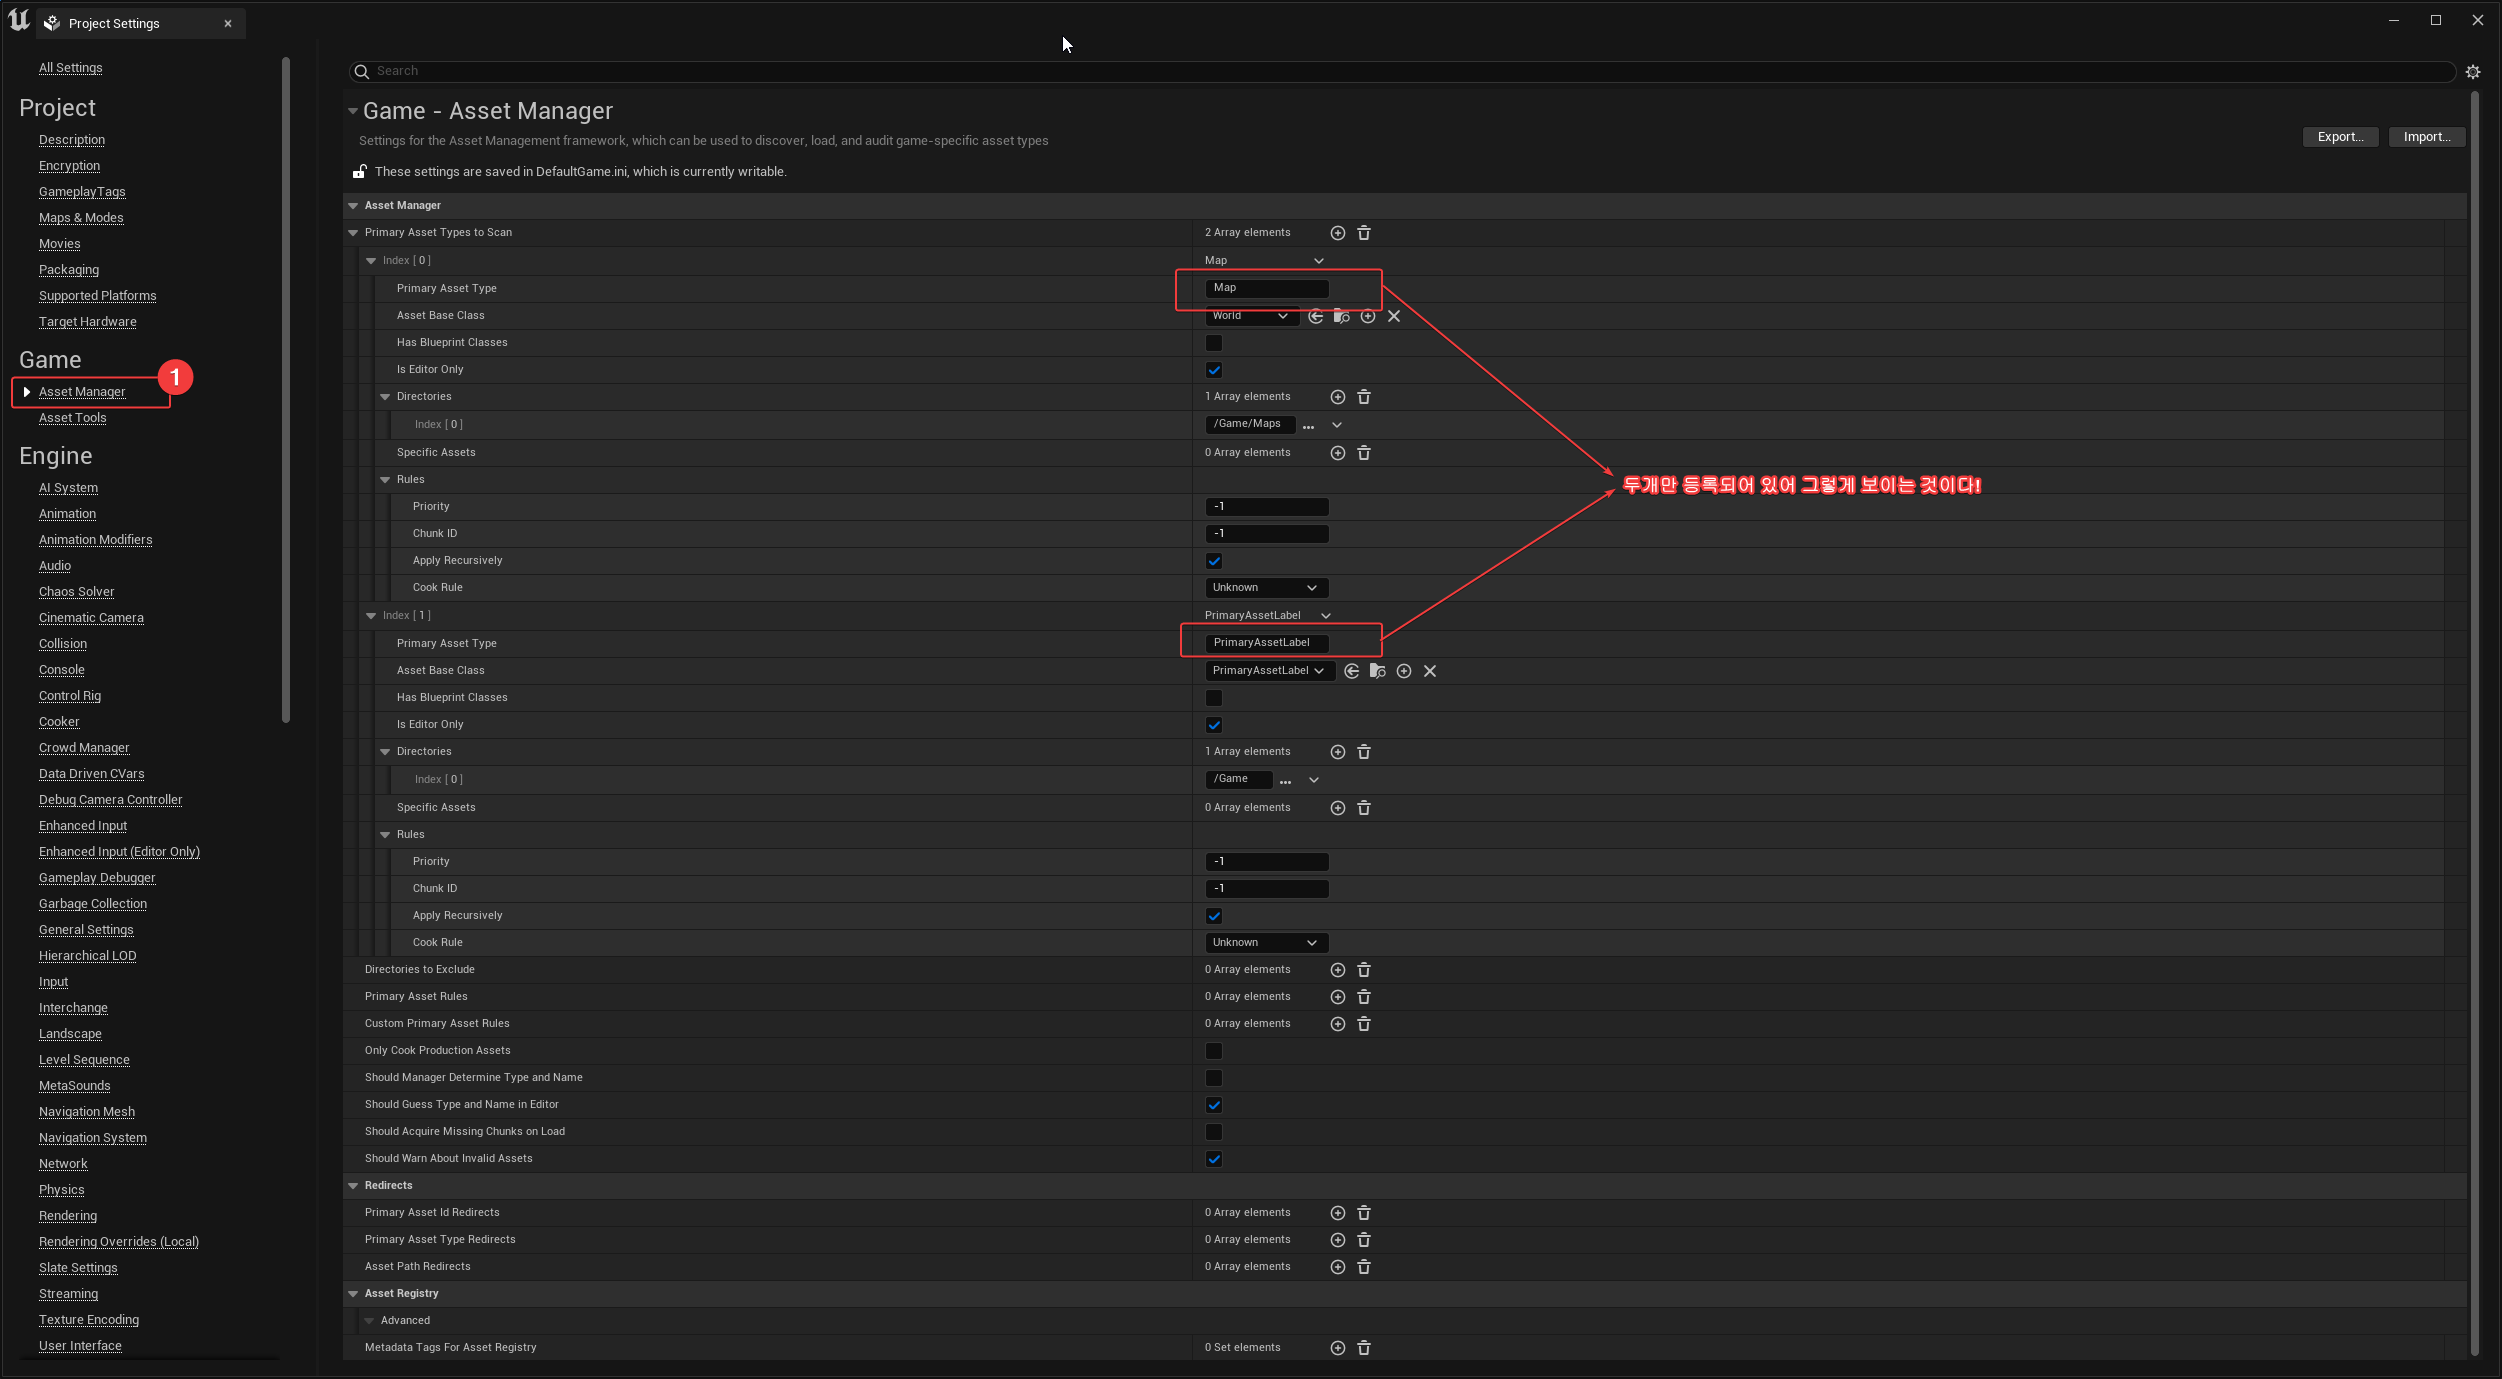 Project Settings
All Settings
Project
Description
Encryption
GameplayTags
Maps & Modes
Movies
Packaging
Supported Platforms
Target Hardware
Game
Asset Manager
1
Asset Tools
Engine
AI System
Animation
Animation Modifiers
Audio
Chaos Solver
Cinematic Camera
Collision
Console
Control Rig
Cooker
Crowd Manager
Data Driven CVars
Debug Camera Controller
Enhanced Input
Enhanced Input (Editor Only)
Gameplay Debugger
Garbage Collection
General Settings
Hierarchical LOD
Input
Interchange
Landscape
Level Sequence
MetaSounds
Navigation Mesh
Navigation System
Network
Physics
Rendering
Rendering Overrides (Local)
Slate Settings
Streaming
Texture Encoding
User Interface
Search
Game - Asset Manager
Settings for the Asset Management framework, which can be used to discover, load, and audit game-specific asset types
Export...
Import...
These settings are saved in DefaultGame.ini, which is currently writable.
Asset Manager
Primary Asset Types to Scan 2 Array elements
Index [ 0 ] Map
Primary Asset Type Map
Asset Base Class World
Has Blueprint Classes
Is Editor Only
Directories 1 Array elements
Index [ 0 ] /Game/Maps ...
Specific Assets 0 Array elements
Rules
두개만 등록되어 있어 그렇게 보이는 것이다!
Priority -1
Chunk ID -1
Apply Recursively
Cook Rule Unknown
Index [ 1 ] PrimaryAssetLabel
Primary Asset Type PrimaryAssetLabel
Asset Base Class PrimaryAssetLabel
Has Blueprint Classes
Is Editor Only
Directories 1 Array elements
Index [ 0 ] /Game ...
Specific Assets 0 Array elements
Rules
Priority -1
Chunk ID -1
Apply Recursively
Cook Rule Unknown
Directories to Exclude 0 Array elements
Primary Asset Rules 0 Array elements
Custom Primary Asset Rules 0 Array elements
Only Cook Production Assets
Should Manager Determine Type and Name
Should Guess Type and Name in Editor
Should Acquire Missing Chunks on Load
Should Warn About Invalid Assets
Redirects
Primary Asset Id Redirects 0 Array elements
Primary Asset Type Redirects 0 Array elements
Asset Path Redirects 0 Array elements
Asset Registry
Advanced
Metadata Tags For Asset Registry 0 Set elements